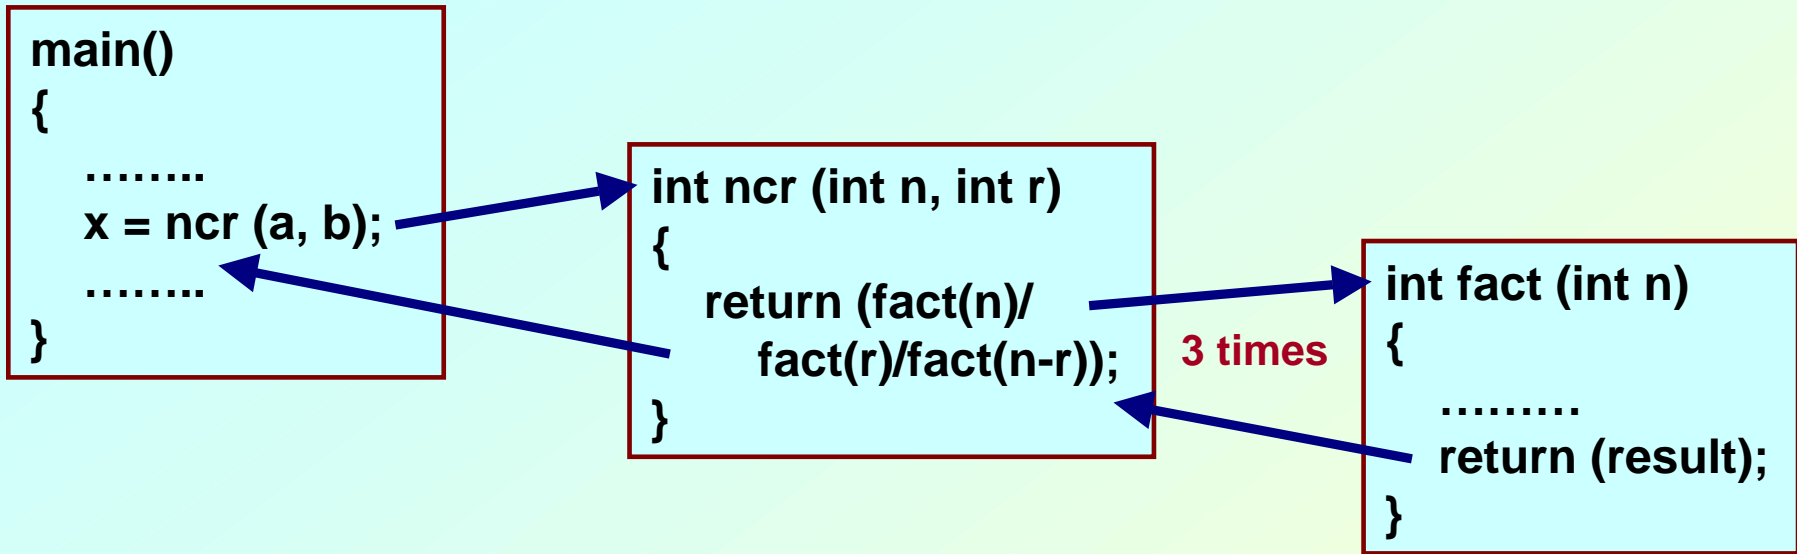 main()
{
……..
x = ncr (a, b);
……..
}
int ncr (int n, int r)
{
return (fact(n)/
fact(r)/fact(n-r));
}
3 times
int fact (int n)
{
………
return (result);
}